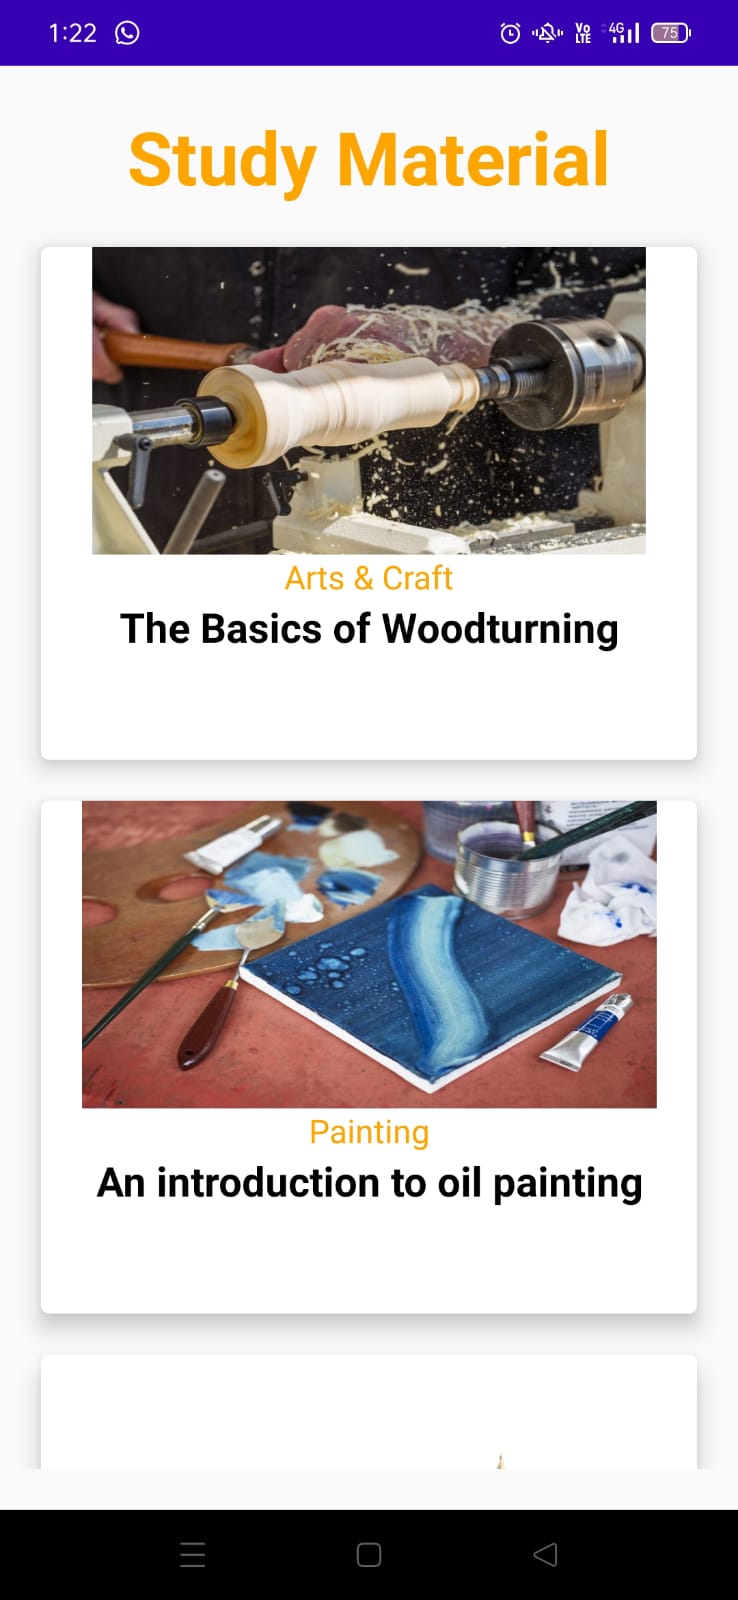 1:22
Vo
LTE
4G
75
Study Material
Arts & Craft
The Basics of Woodturning
Painting
An introduction to oil painting